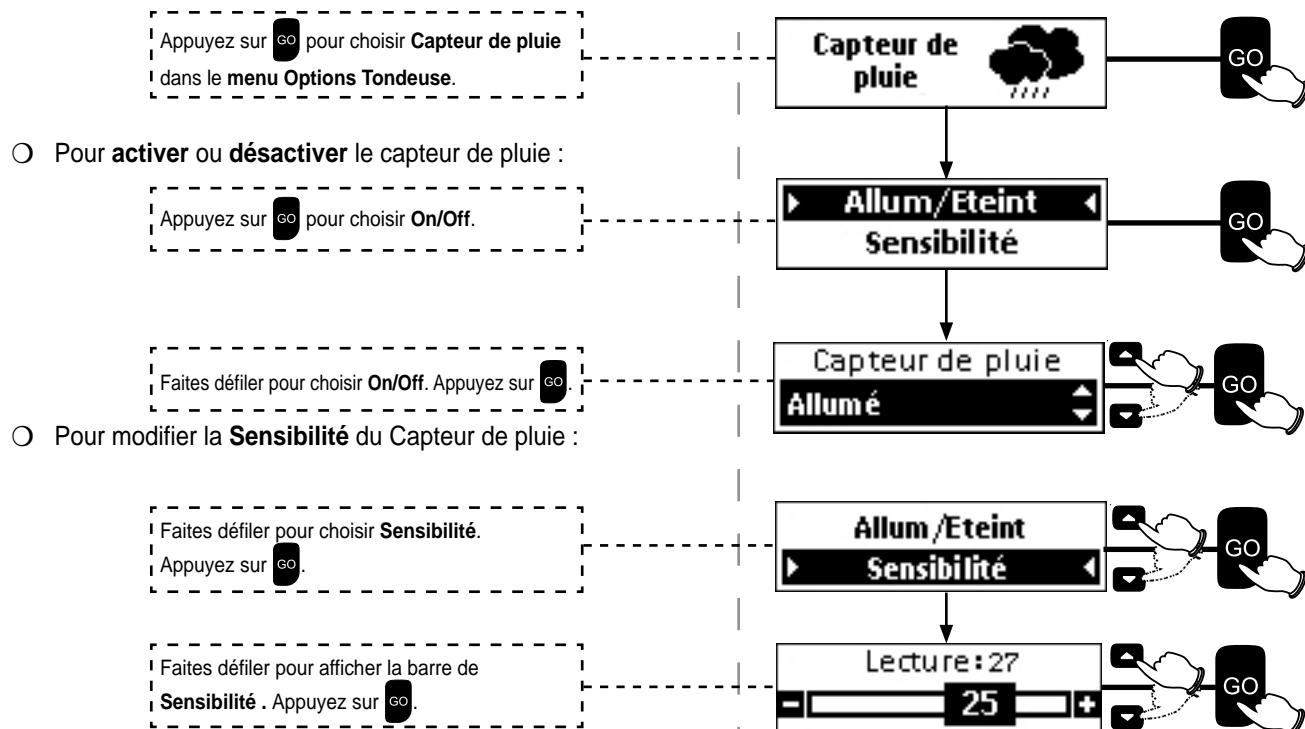 Appuyez sur GO pour choisir Capteur de pluie
dans le menu Options Tondeuse.
Capteur de
pluie
GO
❍ Pour activer ou désactiver le capteur de pluie :
Appuyez sur GO pour choisir On/Off.
Allum/Eteint
Sensibilité
GO
Faites défiler pour choisir On/Off. Appuyez sur GO.
Capteur de pluie
Allumé
GO
❍ Pour modifier la Sensibilité du Capteur de pluie :
Faites défiler pour choisir Sensibilité.
Appuyez sur GO.
Allum/Eteint
Sensibilité
GO
Faites défiler pour afficher la barre de
Sensibilité . Appuyez sur GO.
Lecture:27
- 25 +
GO